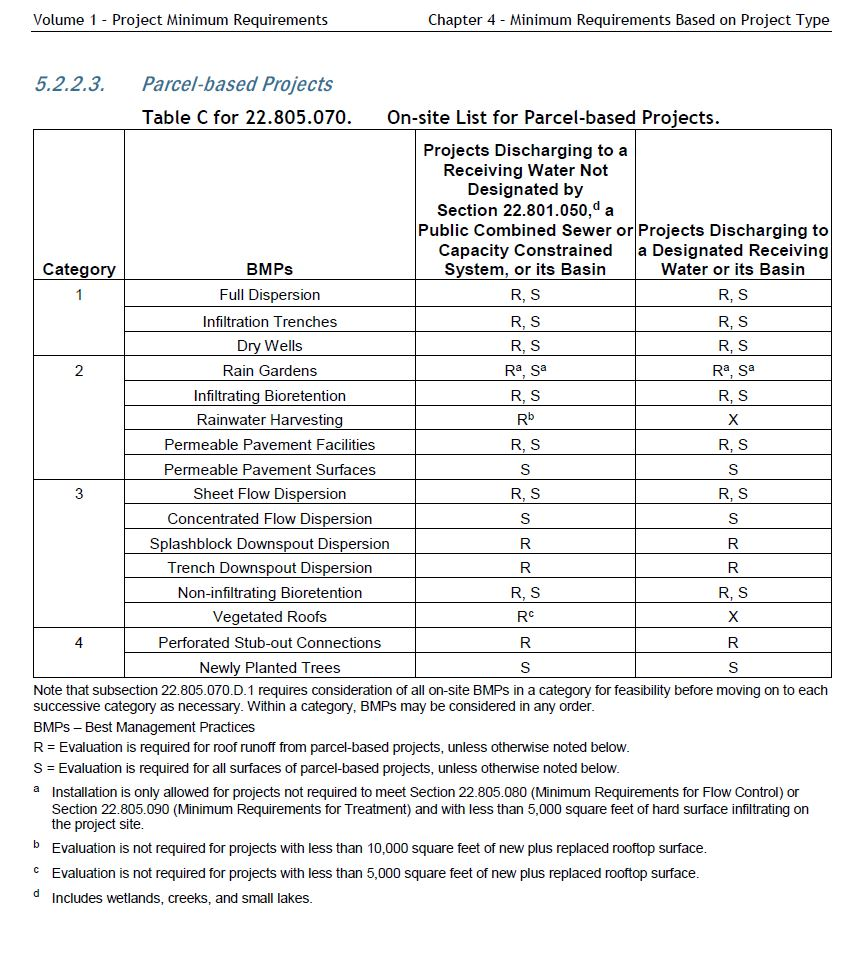 Volume 1 - Project Minimum Requirements Chapter 4 - Minimum Requirements Based on Project Type
5.2.2.3. Parcel-based Projects
Table C for 22.805.070. On-site List for Parcel-based Projects.
Category
BMPs
Projects Discharging to a
Receiving Water Not
Designated by
Section 22.801.050,ᵈ a
Public Combined Sewer or
Capacity Constrained
System, or its Basin
Projects Discharging to
a Designated Receiving
Water or its Basin
1 Full Dispersion R, S R, S
Infiltration Trenches R, S R, S
Dry Wells R, S R, S
2 Rain Gardens Rᵃ, Sᵃ Rᵃ, Sᵃ
Infiltrating Bioretention R, S R, S
Rainwater Harvesting Rᵇ X
Permeable Pavement Facilities R, S R, S
Permeable Pavement Surfaces S S
3 Sheet Flow Dispersion R, S R, S
Concentrated Flow Dispersion S S
Splashblock Downspout Dispersion R R
Trench Downspout Dispersion R R
Non-infiltrating Bioretention R, S R, S
Vegetated Roofs Rᶜ X
4 Perforated Stub-out Connections R R
Newly Planted Trees S S
Note that subsection 22.805.070.D.1 requires consideration of all on-site BMPs in a category for feasibility before moving on to each
successive category as necessary. Within a category, BMPs may be considered in any order.
BMPs – Best Management Practices
R = Evaluation is required for roof runoff from parcel-based projects, unless otherwise noted below.
S = Evaluation is required for all surfaces of parcel-based projects, unless otherwise noted below.
ᵃ Installation is only allowed for projects not required to meet Section 22.805.080 (Minimum Requirements for Flow Control) or
Section 22.805.090 (Minimum Requirements for Treatment) and with less than 5,000 square feet of hard surface infiltrating on
the project site.
ᵇ Evaluation is not required for projects with less than 10,000 square feet of new plus replaced rooftop surface.
ᶜ Evaluation is not required for projects with less than 5,000 square feet of new plus replaced rooftop surface.
ᵈ Includes wetlands, creeks, and small lakes.